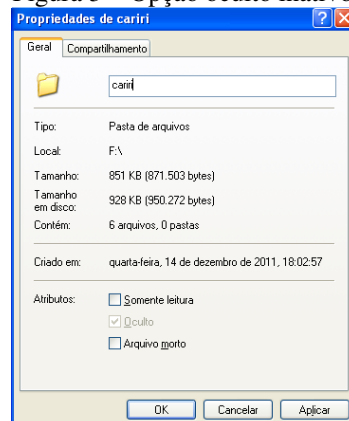 Propriedades de cariri
Geral Compartilhamento
cariri
Tipo: Pasta de arquivos
Local: F:\
Tamanho: 851 KB (871.503 bytes)
Tamanho em disco: 928 KB (950.272 bytes)
Contém: 6 arquivos, 0 pastas
Criado em: quarta-feira, 14 de dezembro de 2011, 18:02:57
Atributos: Somente leitura
Oculto
Arquivo morto
OK Cancelar Aplicar